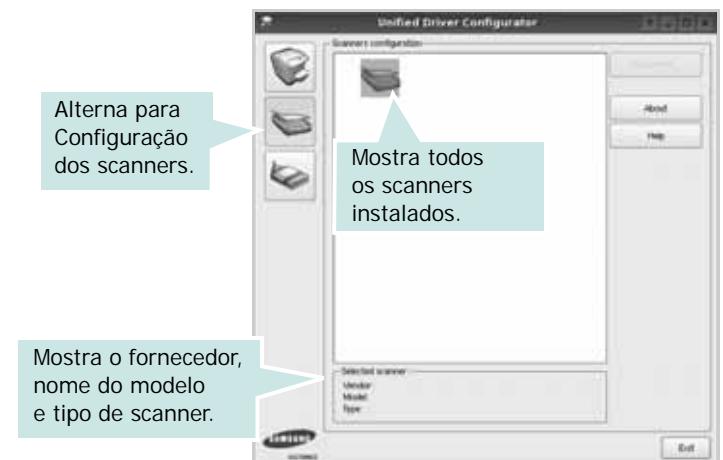 Unified Driver Configurator
Scanners configuration
Alterna para
Configuração
dos scanners.
About
Help
Mostra todos
os scanners
instalados.
Mostra o fornecedor,
nome do modelo
e tipo de scanner.
Selected scanner
Vendor
Model
Type
SAMSUNG
Exit